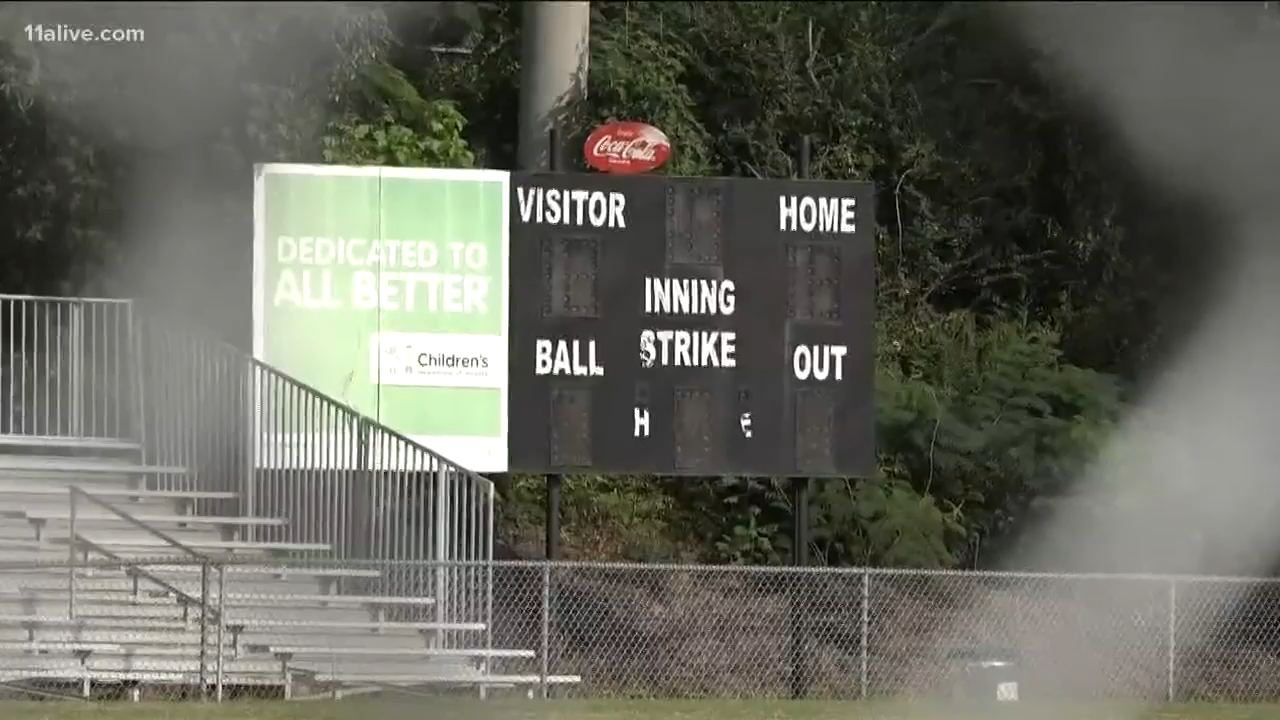 11alive.com
Coca-Cola
VISITOR
HOME
DEDICATED TO
ALL BETTER
INNING
BALL
STRIKE
OUT
Children's
H
E